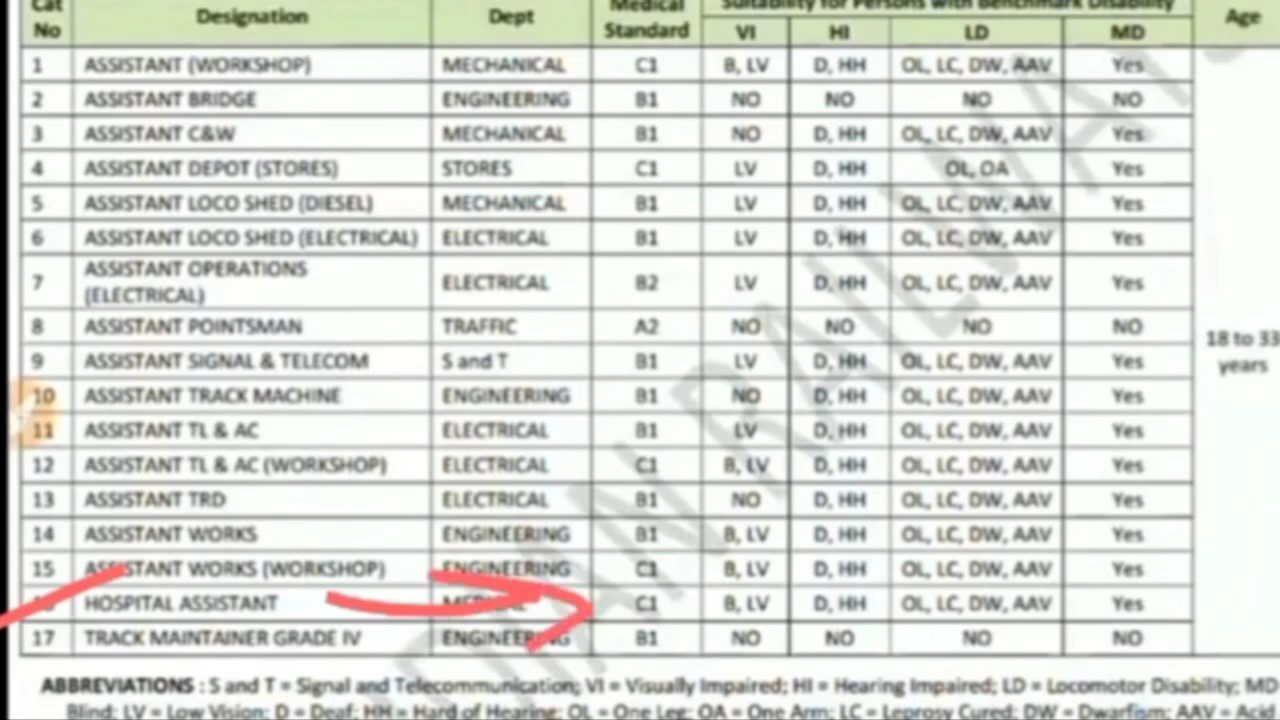 Cat No Designation Dept Medical Standard Suitability for Persons with Benchmark Disability Age
VI HI LD MD
1 ASSISTANT (WORKSHOP) MECHANICAL C1 B, LV D, HH OL, LC, DW, AAV Yes
2 ASSISTANT BRIDGE ENGINEERING B1 NO NO NO NO
3 ASSISTANT C&W MECHANICAL B1 NO D, HH OL, LC, DW, AAV Yes
4 ASSISTANT DEPOT (STORES) STORES C1 LV D, HH OL, OA Yes
5 ASSISTANT LOCO SHED (DIESEL) MECHANICAL B1 LV D, HH OL, LC, DW, AAV Yes
6 ASSISTANT LOCO SHED (ELECTRICAL) ELECTRICAL B1 LV D, HH OL, LC, DW, AAV Yes
7 ASSISTANT OPERATIONS (ELECTRICAL) ELECTRICAL B2 LV D, HH OL, LC, DW, AAV Yes
8 ASSISTANT POINTSMAN TRAFFIC A2 NO NO NO NO
18 to 33 years
9 ASSISTANT SIGNAL & TELECOM S and T B1 LV D, HH OL, LC, DW, AAV Yes
10 ASSISTANT TRACK MACHINE ENGINEERING B1 NO D, HH OL, LC, DW, AAV Yes
11 ASSISTANT TL & AC ELECTRICAL B1 LV D, HH OL, LC, DW, AAV Yes
12 ASSISTANT TL & AC (WORKSHOP) ELECTRICAL C1 B, LV D, HH OL, LC, DW, AAV Yes
13 ASSISTANT TRD ELECTRICAL B1 NO D, HH OL, LC, DW, AAV Yes
14 ASSISTANT WORKS ENGINEERING B1 B, LV D, HH OL, LC, DW, AAV Yes
15 ASSISTANT WORKS (WORKSHOP) ENGINEERING C1 B, LV D, HH OL, LC, DW, AAV Yes
HOSPITAL ASSISTANT MEDICAL C1 B, LV D, HH OL, LC, DW, AAV Yes
17 TRACK MAINTAINER GRADE IV ENGINEERING B1 NO NO NO NO
ABBREVIATIONS : S and T = Signal and Telecommunication; VI = Visually Impaired; HI = Hearing Impaired; LD = Locomotor Disability; MD
Blind; LV = Low Vision; D = Deaf; HH = Hard of Hearing; OL = One Leg; OA = One Arm; LC = Leprosy Cured; DW = Dwarfism; AAV = Acid